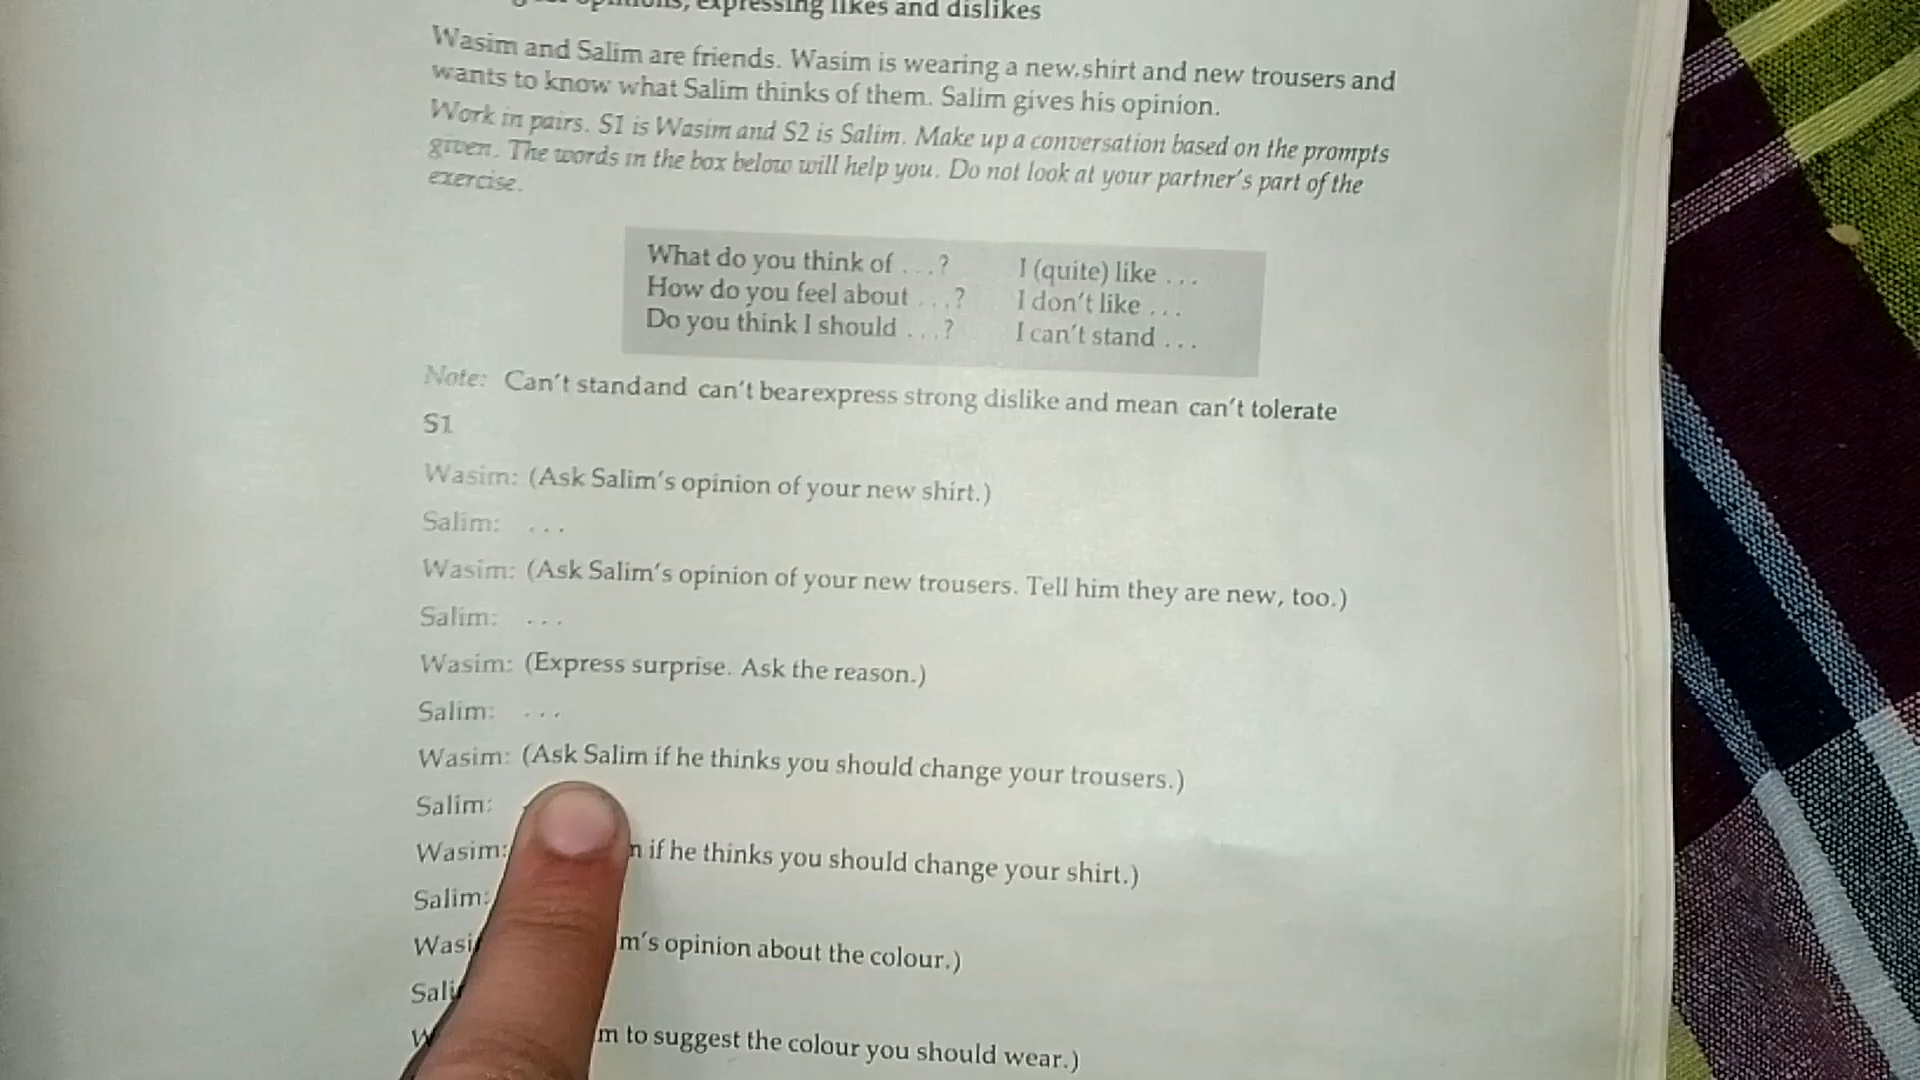 opinions, expressing likes and dislikes
Wasim and Salim are friends. Wasim is wearing a new shirt and new trousers and
wants to know what Salim thinks of them. Salim gives his opinion.
Work in pairs. S1 is Wasim and S2 is Salim. Make up a conversation based on the prompts
given. The words in the box below will help you. Do not look at your partner's part of the
exercise.
What do you think of ...? I (quite) like ...
How do you feel about ...? I don't like ...
Do you think I should ...? I can't stand ...
Note: Can't standand can't bearexpress strong dislike and mean can't tolerate
S1
Wasim: (Ask Salim's opinion of your new shirt.)
Salim: ...
Wasim: (Ask Salim's opinion of your new trousers. Tell him they are new, too.)
Salim: ...
Wasim: (Express surprise. Ask the reason.)
Salim: ...
Wasim: (Ask Salim if he thinks you should change your trousers.)
Salim:
Wasim: if he thinks you should change your shirt.)
Salim:
opinion about the colour.)
to suggest the colour you should wear.)